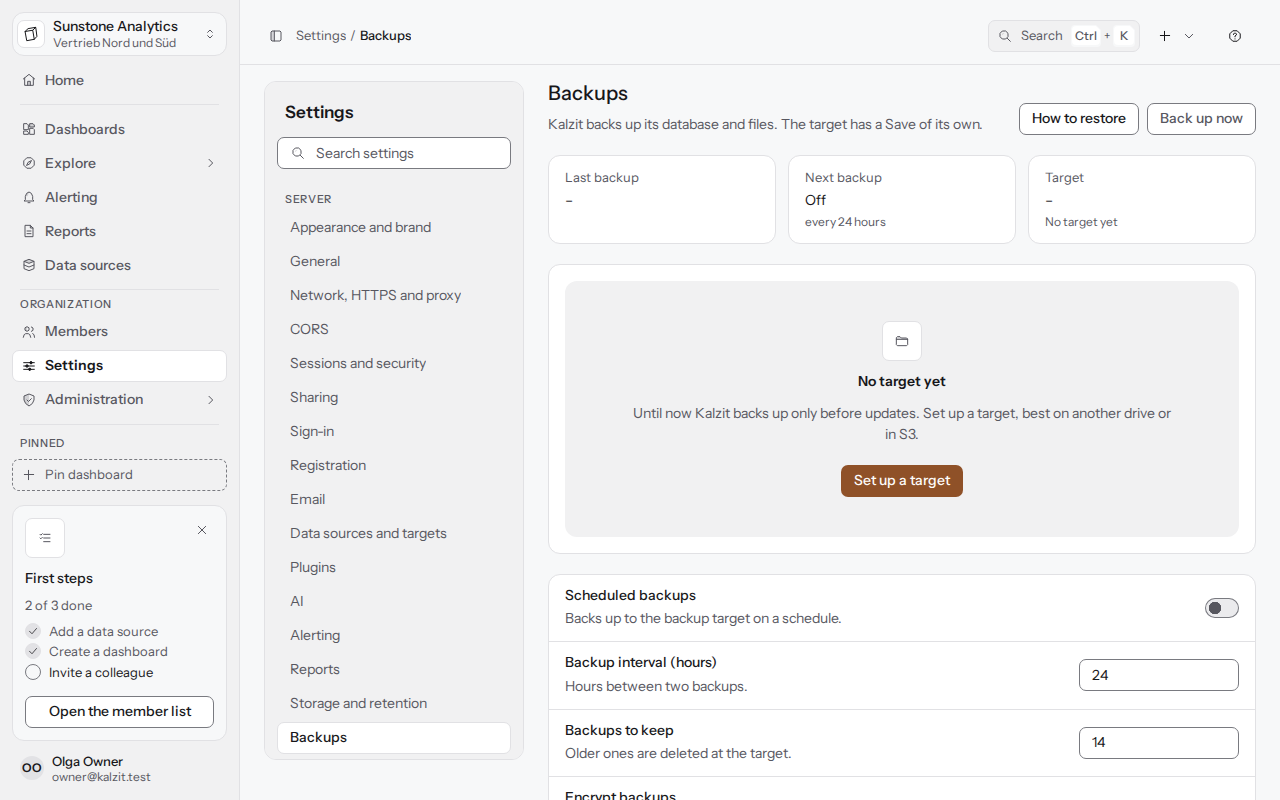 Sunstone Analytics
Vertrieb Nord und Süd
Home
Dashboards
Explore
Alerting
Reports
Data sources
ORGANIZATION
Members
Settings
Administration
PINNED
Pin dashboard
First steps
2 of 3 done
Add a data source
Create a dashboard
Invite a colleague
Open the member list
OO
Olga Owner
owner@kalzit.test
Settings / Backups
Search Ctrl + K
Settings
Search settings
SERVER
Appearance and brand
General
Network, HTTPS and proxy
CORS
Sessions and security
Sharing
Sign-in
Registration
Email
Data sources and targets
Plugins
AI
Alerting
Reports
Storage and retention
Backups
Backups
Kalzit backs up its database and files. The target has a Save of its own.
How to restore
Back up now
Last backup
–
Next backup
Off
every 24 hours
Target
–
No target yet
No target yet
Until now Kalzit backs up only before updates. Set up a target, best on another drive or
in S3.
Set up a target
Scheduled backups
Backs up to the backup target on a schedule.
Backup interval (hours)
Hours between two backups.
24
Backups to keep
Older ones are deleted at the target.
14
Encrypt backups